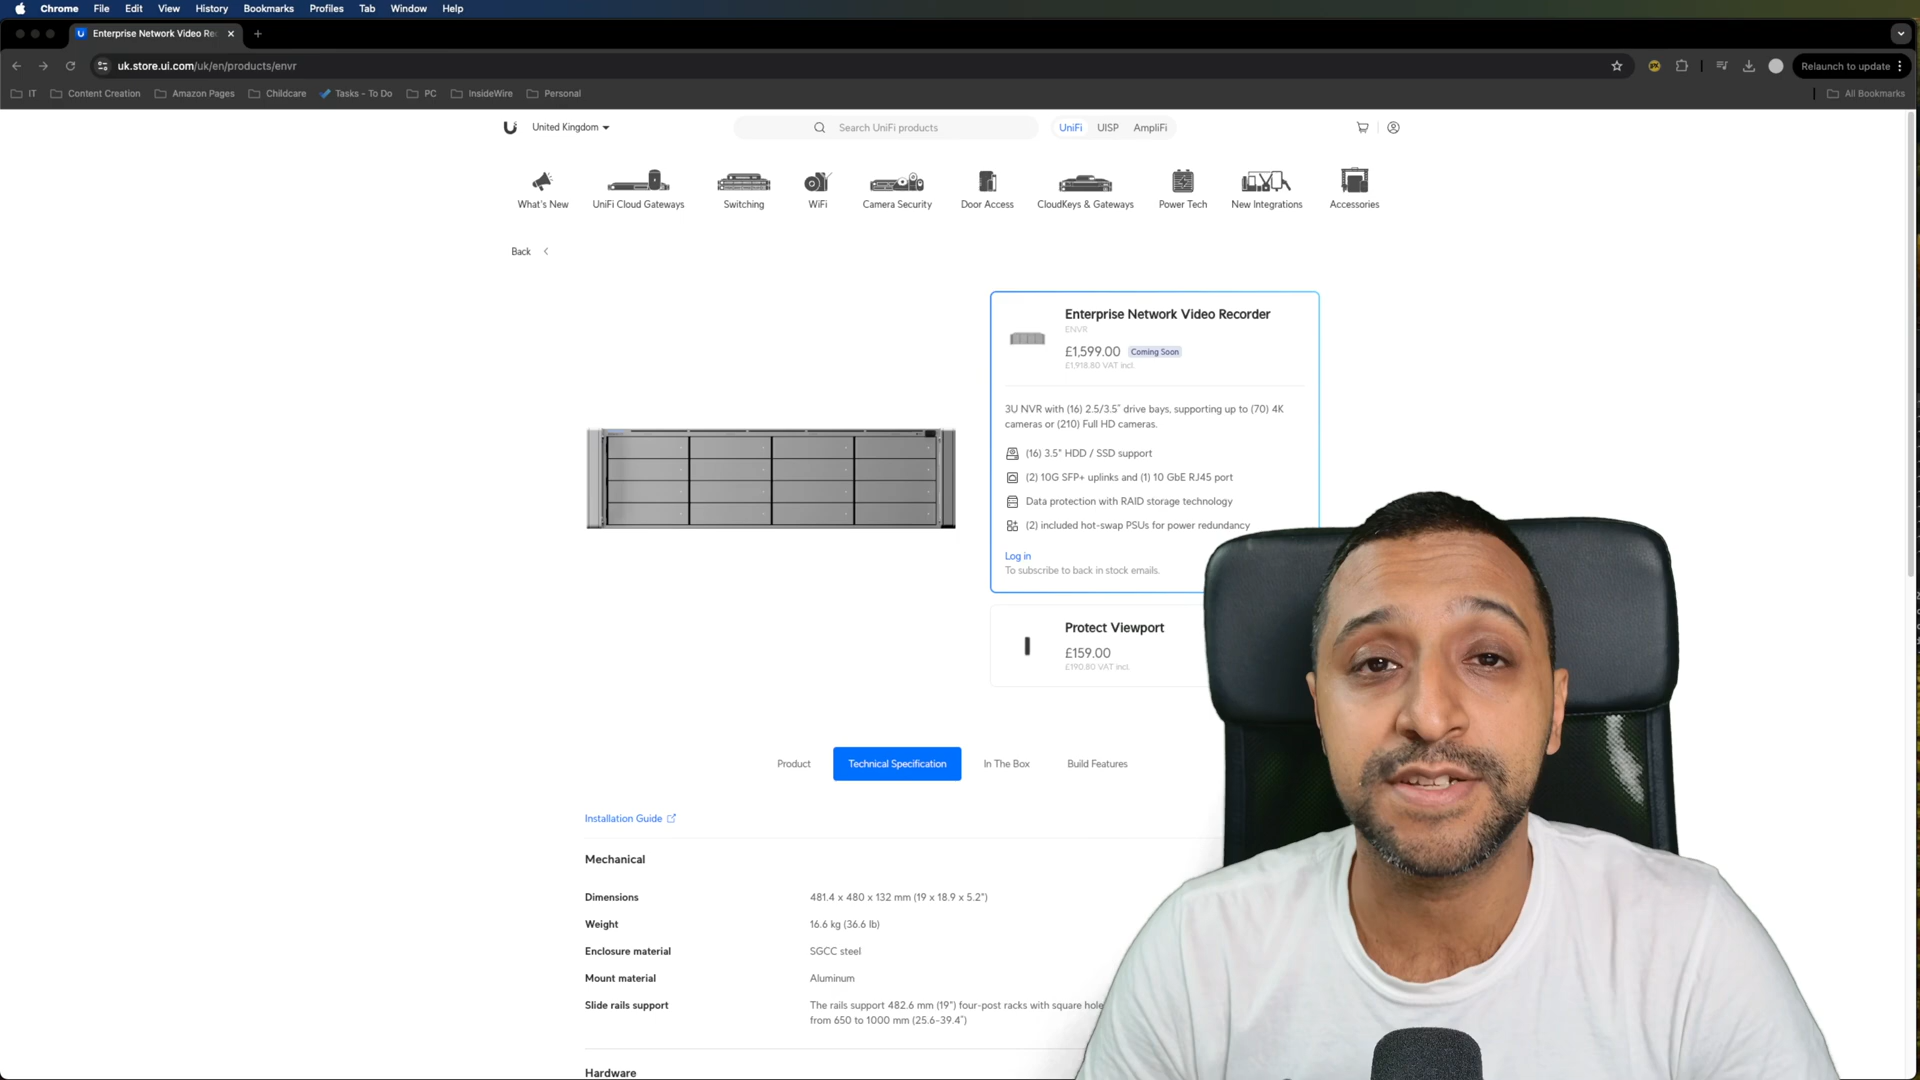 Chrome File Edit View History Bookmarks Profiles Tab Window Help
Enterprise Network Video Re
uk.store.ui.com/uk/en/products/envr
Relaunch to update
IT Content Creation Amazon Pages Childcare Tasks - To Do PC InsideWire Personal All Bookmarks
United Kingdom Search UniFi products UniFi UISP AmpliFi
What's New UniFi Cloud Gateways Switching WiFi Camera Security Door Access CloudKeys & Gateways Power Tech New Integrations Accessories
Back
Enterprise Network Video Recorder
ENVR
£1,599.00 Coming Soon
£1,918.80 VAT incl.
3U NVR with (16) 2.5/3.5" drive bays, supporting up to (70) 4K
cameras or (210) Full HD cameras.
(16) 3.5" HDD / SSD support
(2) 10G SFP+ uplinks and (1) 10 GbE RJ45 port
Data protection with RAID storage technology
(2) included hot-swap PSUs for power redundancy
Log in
To subscribe to back in stock emails.
Protect Viewport
£159.00
£190.80 VAT incl.
Product Technical Specification In The Box Build Features
Installation Guide
Mechanical
Dimensions 481.4 x 480 x 132 mm (19 x 18.9 x 5.2")
Weight 16.6 kg (36.6 lb)
Enclosure material SGCC steel
Mount material Aluminum
Slide rails support The rails support 482.6 mm (19") four-post racks with square hole
from 650 to 1000 mm (25.6-39.4")
Hardware